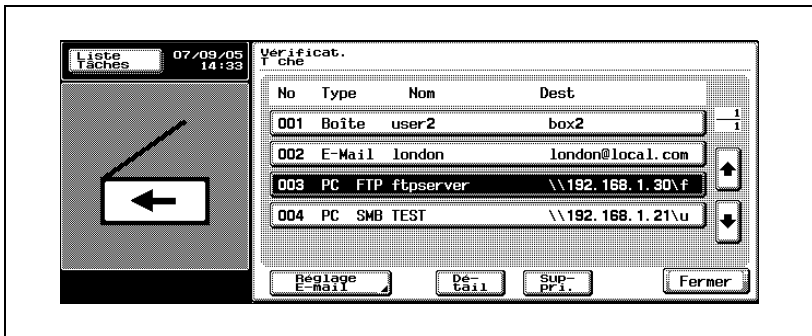 Liste
Tâches
07/09/05
14:33
Vérificat.
T che
No Type Nom Dest
001 Boîte user2 box2
1
1
002 E-Mail london london@local.com
003 PC FTP ftpserver \\192.168.1.30\f
004 PC SMB TEST \\192.168.1.21\u
Réglage
E-mail
Dé-
tail
Sup-
pri.
Fermer